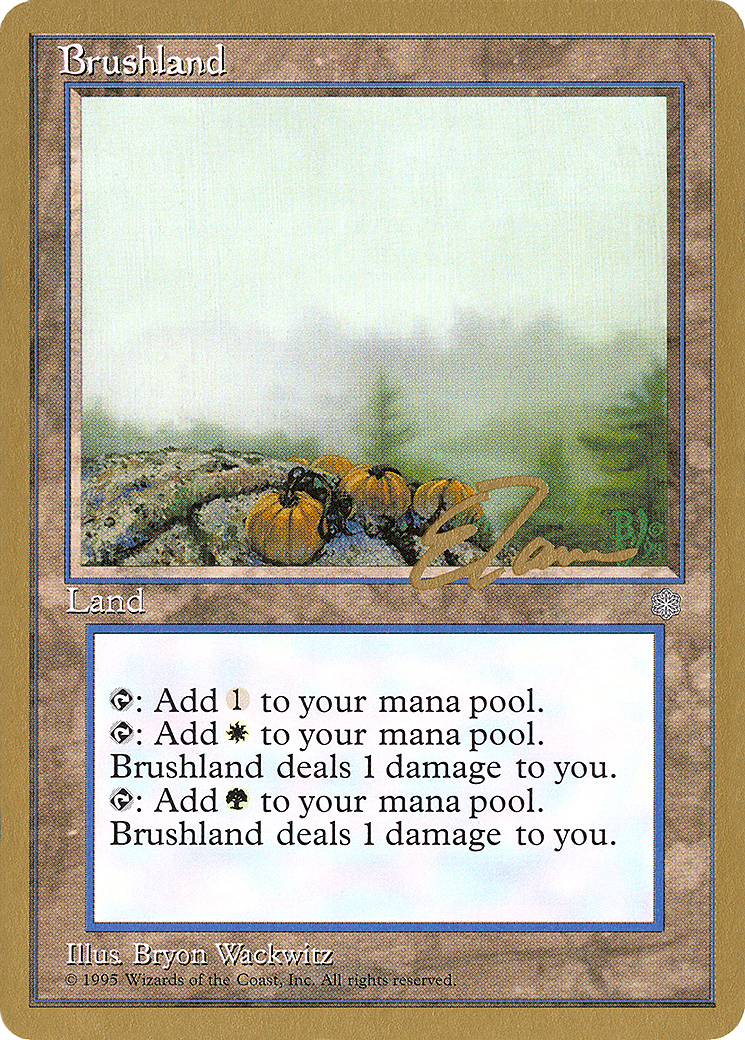 Brushland
Land
: Add 1 to your mana pool.
: Add to your mana pool.
Brushland deals 1 damage to you.
: Add to your mana pool.
Brushland deals 1 damage to you.
Illus. Bryon Wackwitz
© 1995 Wizards of the Coast, Inc. All rights reserved.